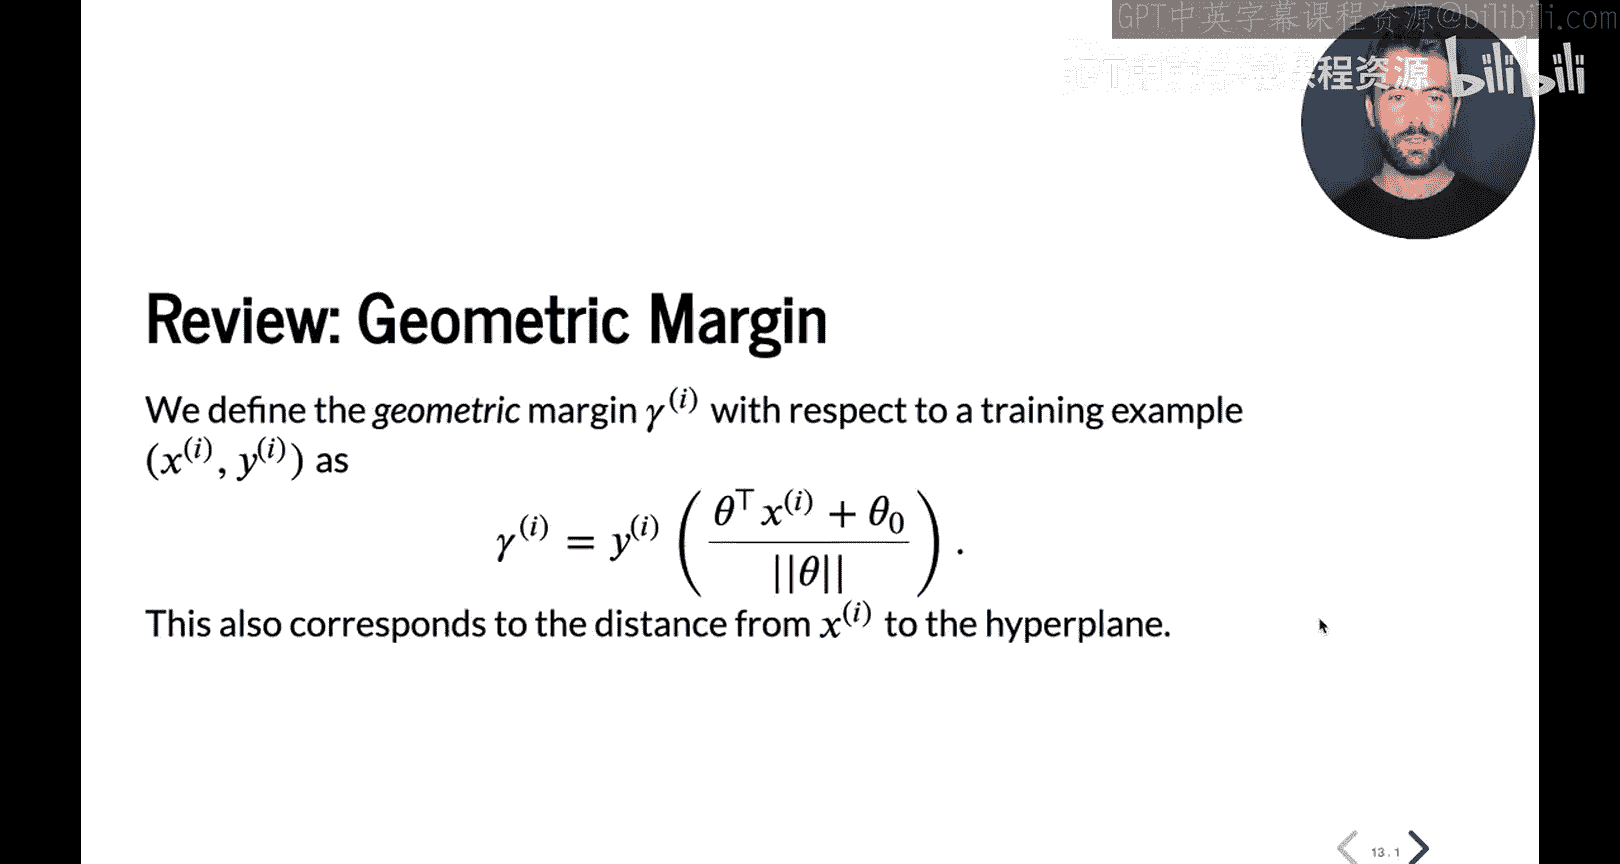 GPT中英字幕课程资源@bilibili.com
程资源 bilibili
Review: Geometric Margin
We define the geometric margin γ^(i) with respect to a training example
(x^(i), y^(i)) as
γ^(i) = y^(i) ( (θ^⊤ x^(i) + θ_0) / ||θ|| ) .
This also corresponds to the distance from x^(i) to the hyperplane.
13.1